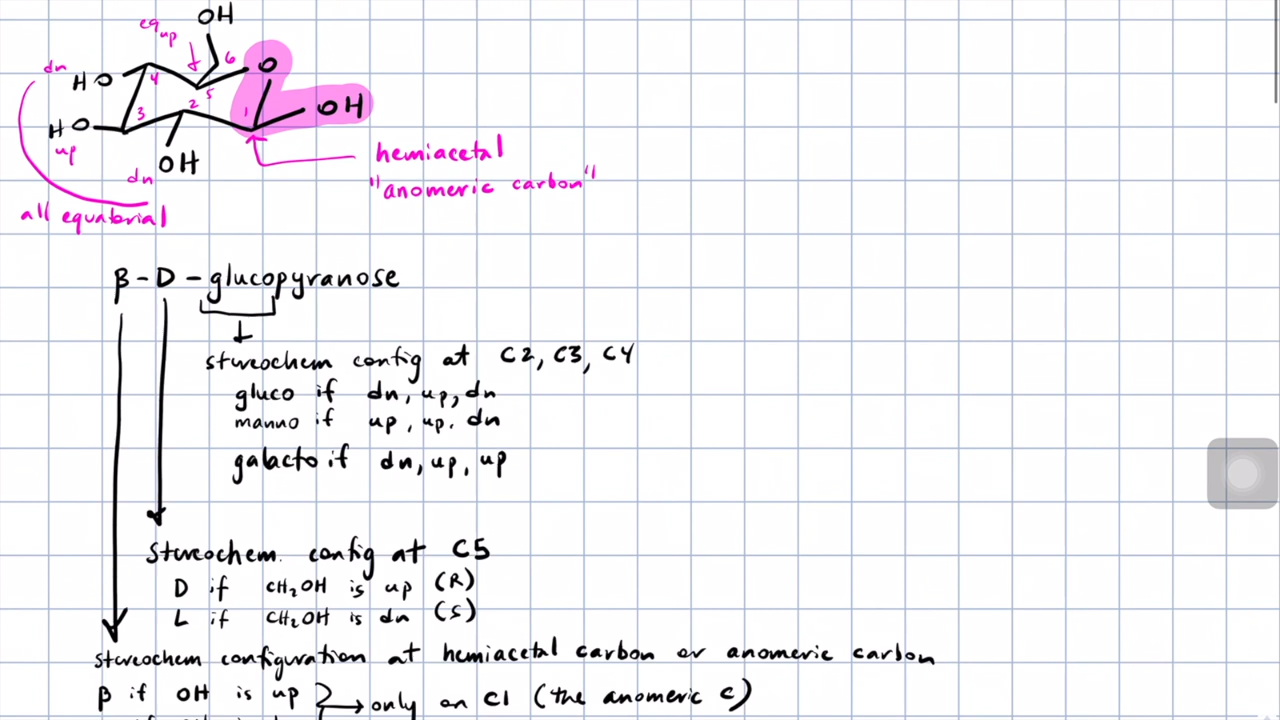 OH
eq up
dn
HO
4
6
5
O
3
2
1
OH
HO
up
OH
dn
hemiacetal
"anomeric carbon"
all equatorial
β - D - glucopyranose
stereochem config at C2, C3, C4
gluco if dn, up, dn
manno if up, up, dn
galacto if dn, up, up
stereochem. config at C5
D if CH₂OH is up (R)
L if CH₂OH is dn (S)
stereochem configuration at hemiacetal carbon or anomeric carbon
β if OH is up
only on C1 (the anomeric C)